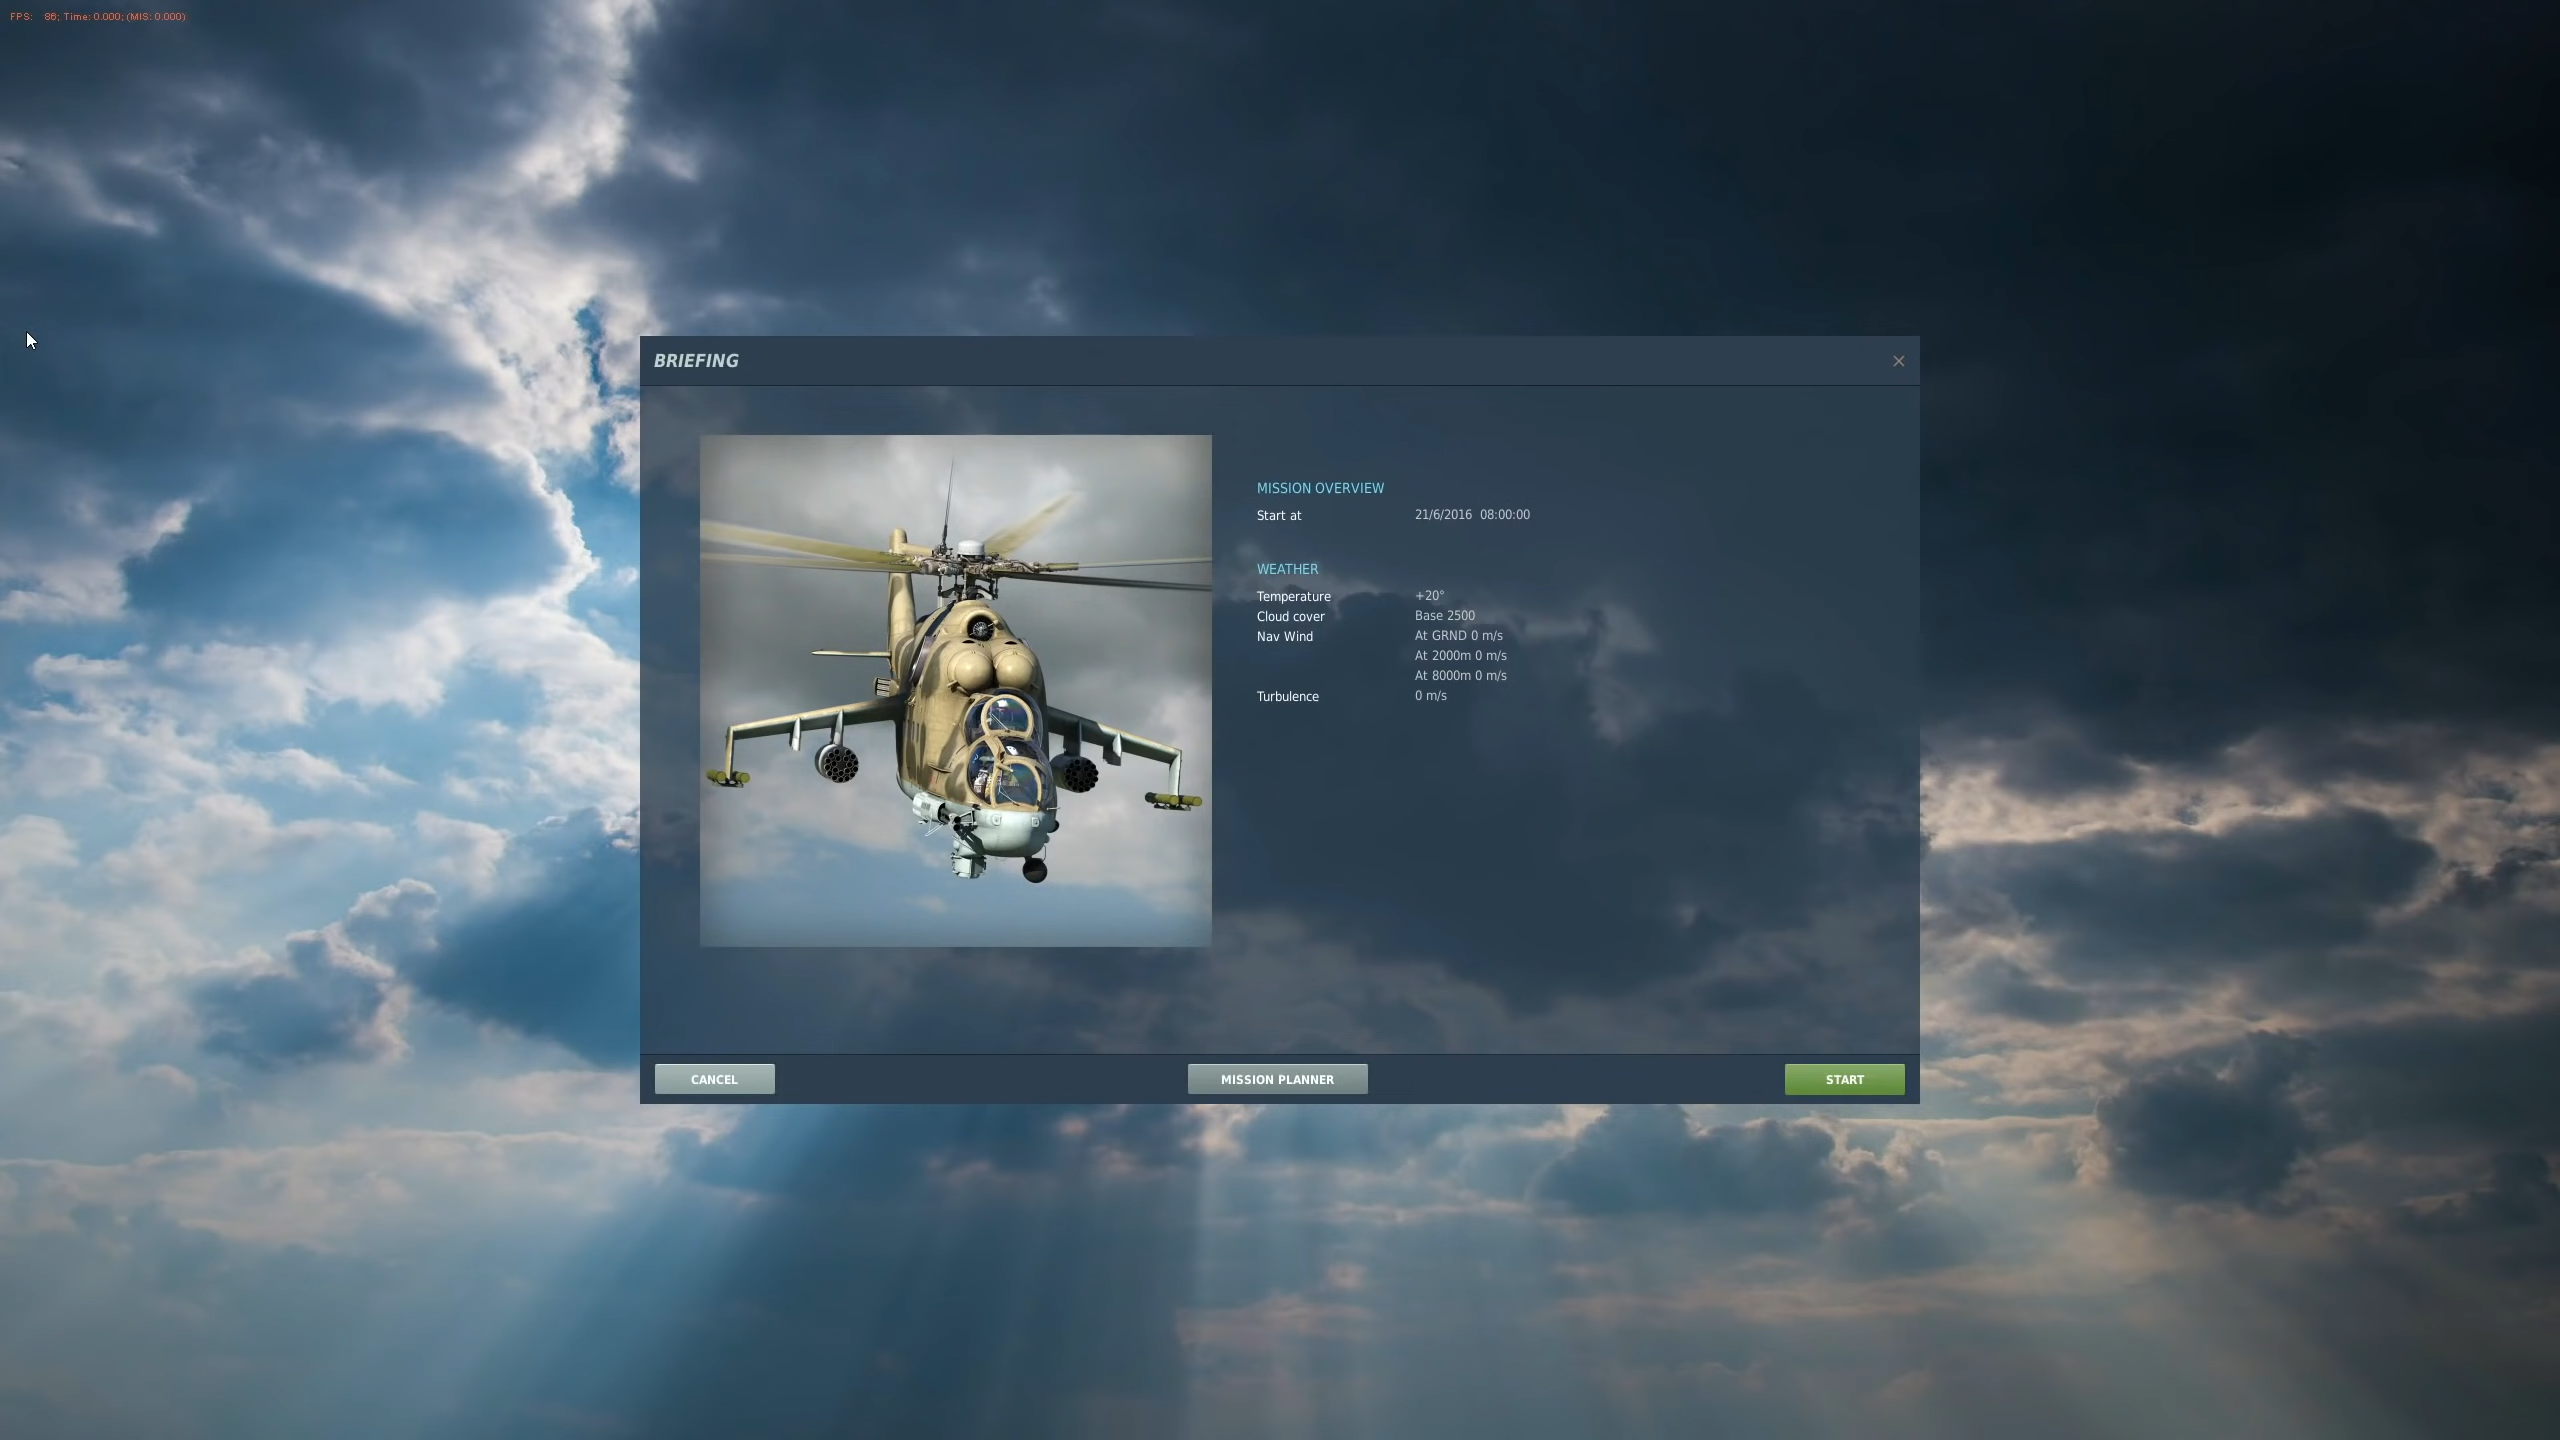 FPS: 86; Time: 0.000; (MIS: 0.000)
BRIEFING
MISSION OVERVIEW
Start at 21/6/2016 08:00:00
WEATHER
Temperature +20°
Cloud cover Base 2500
Nav Wind At GRND 0 m/s
At 2000m 0 m/s
At 8000m 0 m/s
Turbulence 0 m/s
CANCEL MISSION PLANNER START